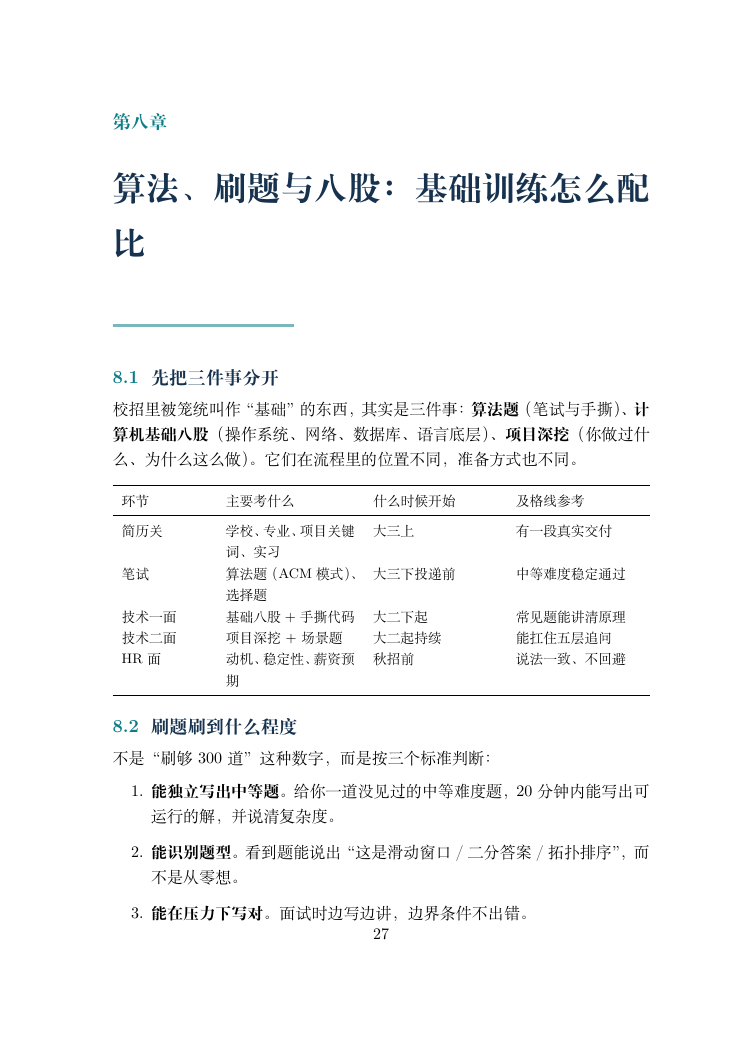 第八章
算法、刷题与八股：基础训练怎么配
比
8.1 先把三件事分开
校招里被笼统叫作“基础”的东西，其实是三件事：算法题（笔试与手撕）、计
算机基础八股（操作系统、网络、数据库、语言底层）、项目深挖（你做过什
么、为什么这么做）。它们在流程里的位置不同，准备方式也不同。
环节 主要考什么 什么时候开始 及格线参考
简历关 学校、专业、项目关键 大三上 有一段真实交付
词、实习
笔试 算法题（ACM 模式）、 大三下投递前 中等难度稳定通过
选择题
技术一面 基础八股 + 手撕代码 大二下起 常见题能讲清原理
技术二面 项目深挖 + 场景题 大二起持续 能扛住五层追问
HR 面 动机、稳定性、薪资预 秋招前 说法一致、不回避
期
8.2 刷题刷到什么程度
不是“刷够 300 道”这种数字，而是按三个标准判断：
1. 能独立写出中等题。给你一道没见过的中等难度题，20 分钟内能写出可
运行的解，并说清复杂度。
2. 能识别题型。看到题能说出“这是滑动窗口 / 二分答案 / 拓扑排序”，而
不是从零想。
3. 能在压力下写对。面试时边写边讲，边界条件不出错。
27